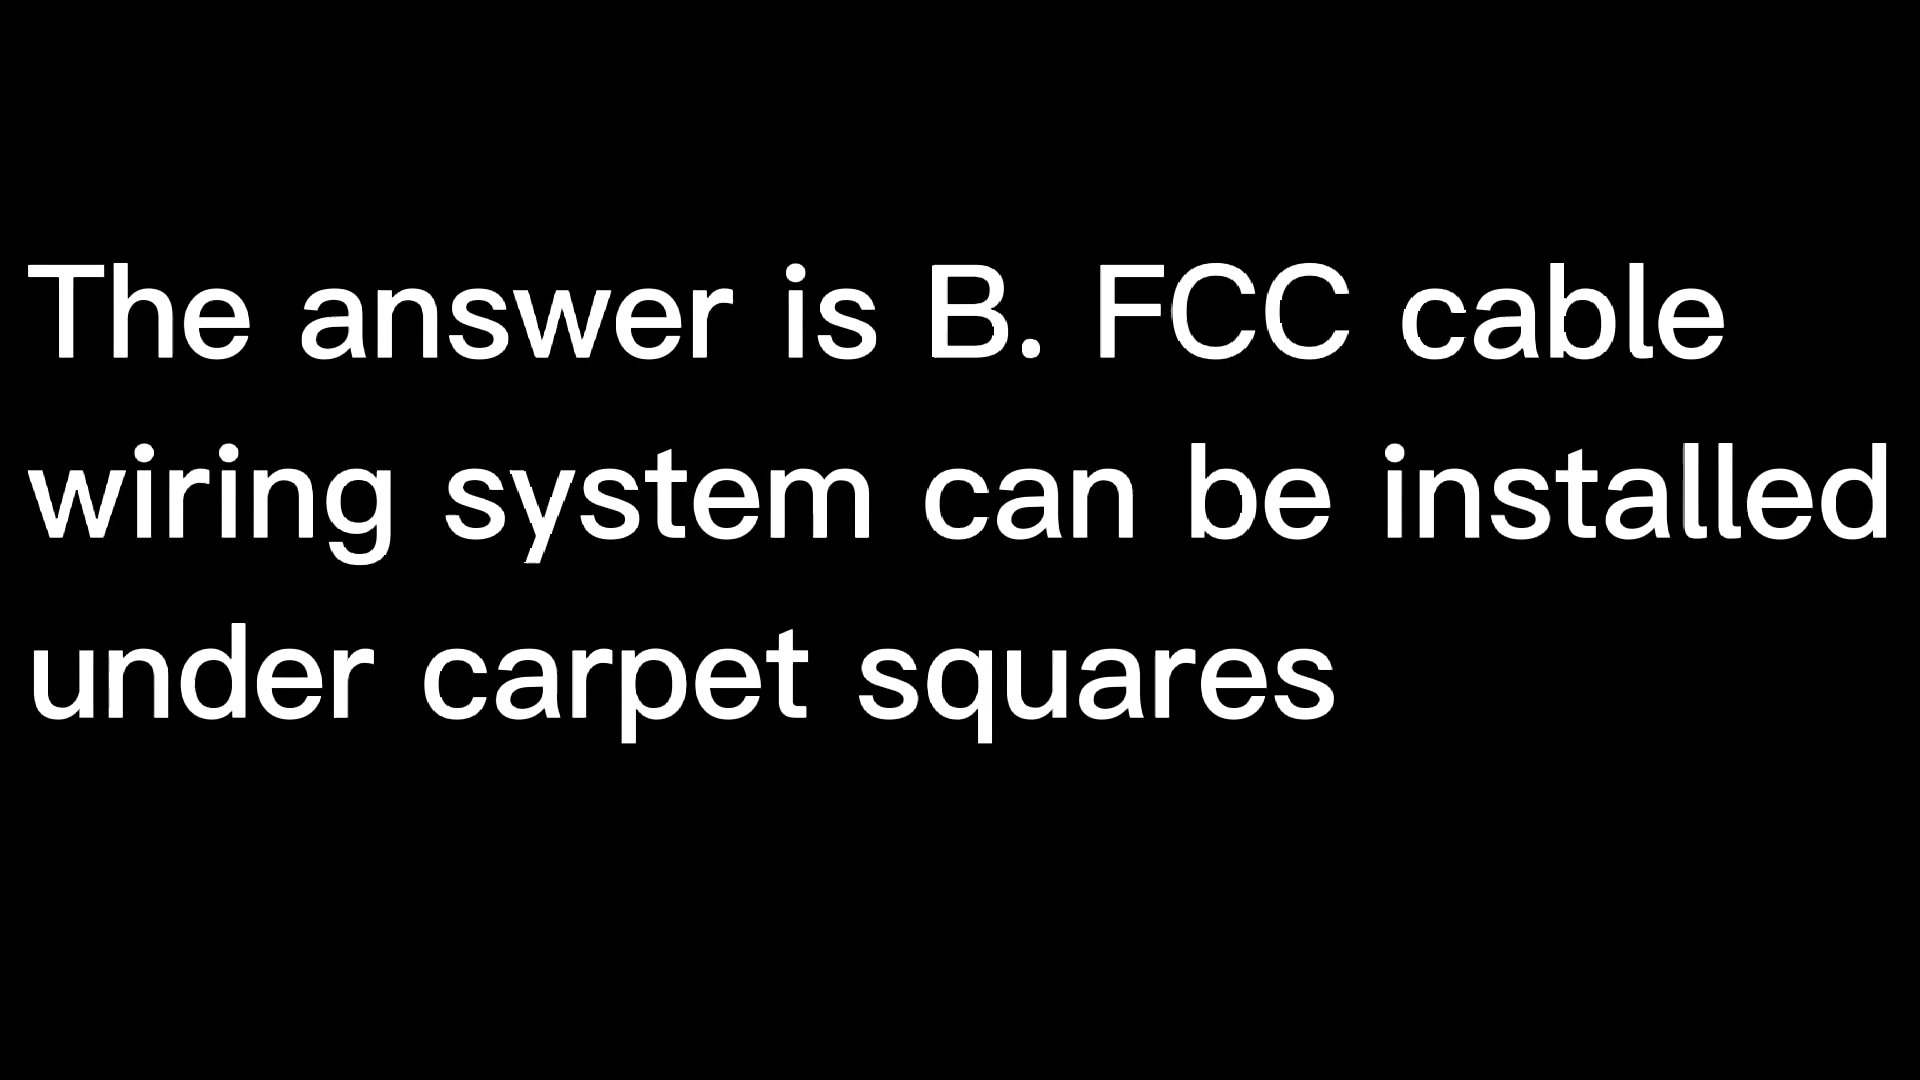 The answer is B. FCC cable
wiring system can be installed
under carpet squares